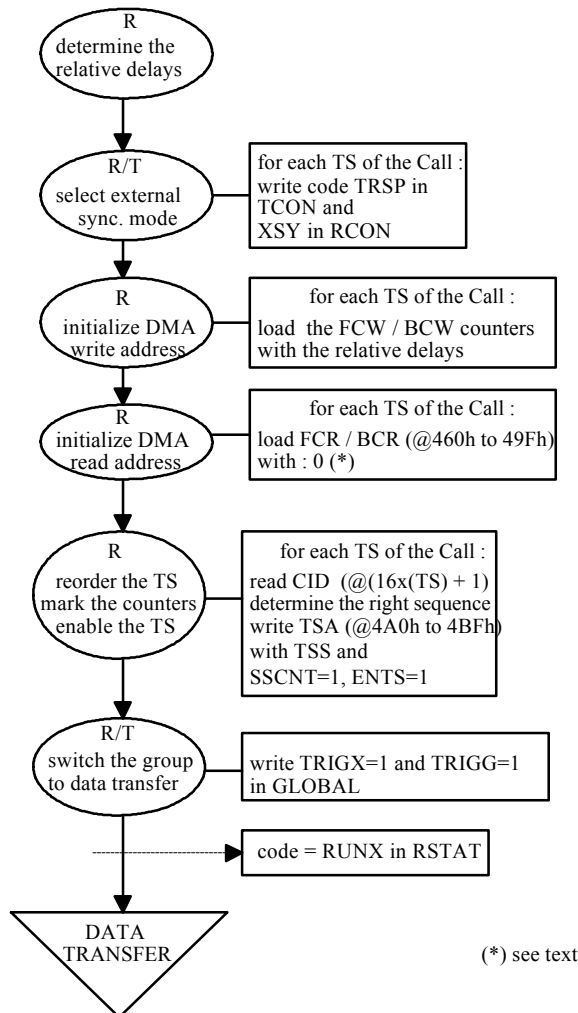 R
determine the
relative delays
R/T
select external
sync. mode
for each TS of the Call :
write code TRSP in
TCON and
XSY in RCON
R
initialize DMA
write address
for each TS of the Call :
load the FCW / BCW counters
with the relative delays
R
initialize DMA
read address
for each TS of the Call :
load FCR / BCR (@460h to 49Fh)
with : 0 (*)
R
reorder the TS
mark the counters
enable the TS
for each TS of the Call :
read CID (@(16x(TS) + 1)
determine the right sequence
write TSA (@4A0h to 4BFh)
with TSS and
SSCNT=1, ENTS=1
R/T
switch the group
to data transfer
write TRIGX=1 and TRIGG=1
in GLOBAL
code = RUNX in RSTAT
DATA
TRANSFER
(*) see text